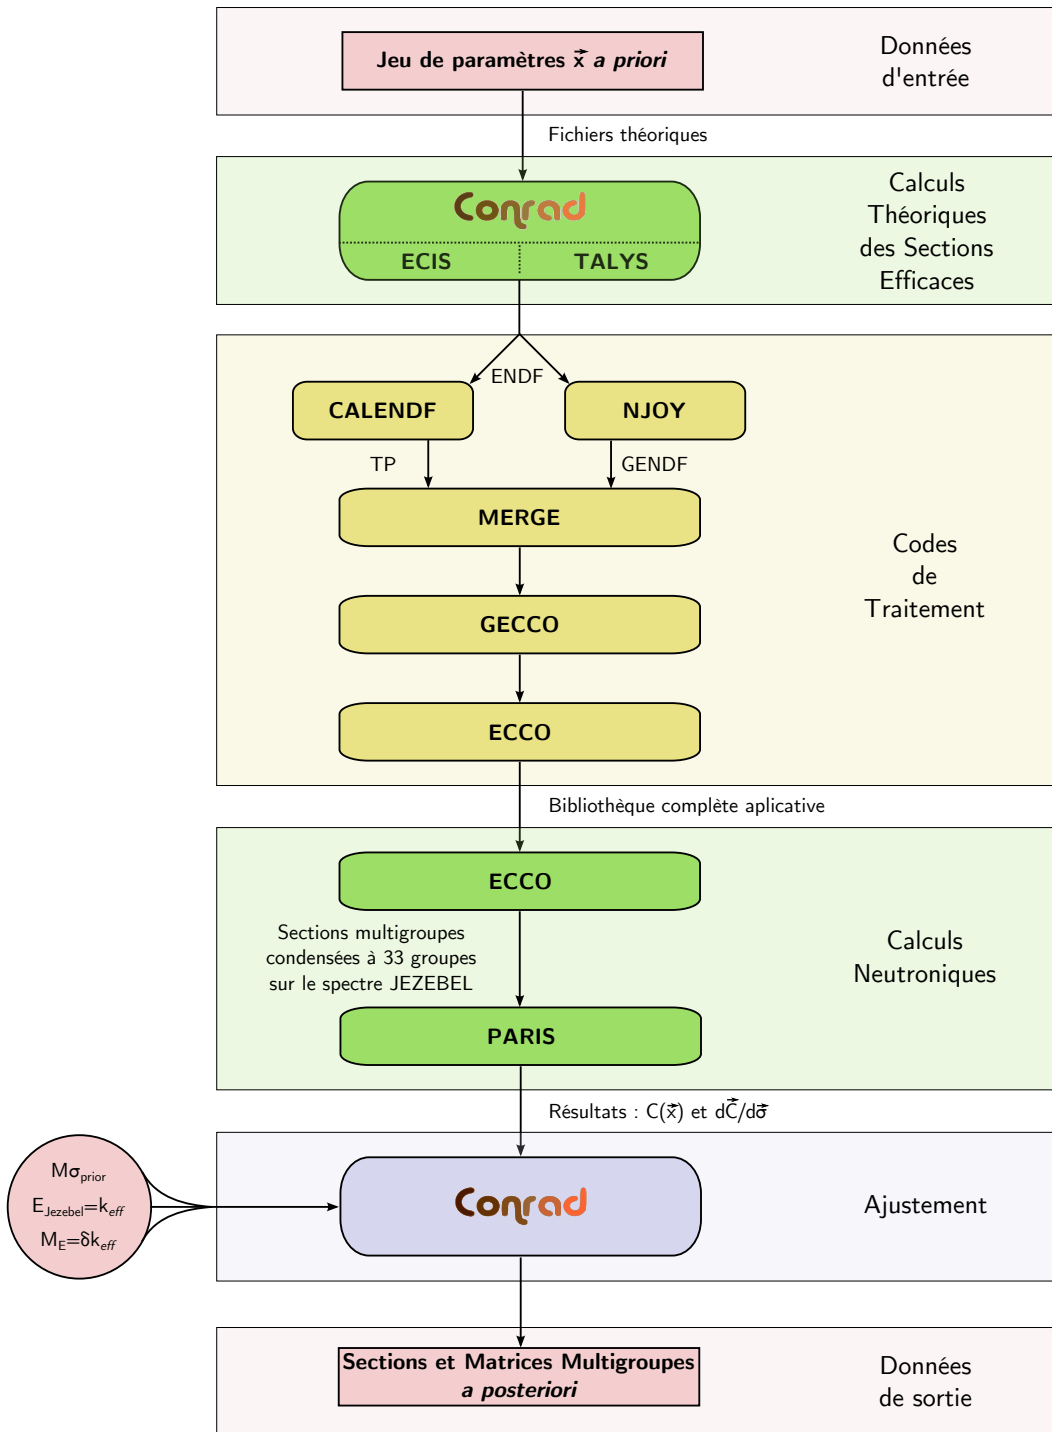 Jeu de paramètres x⃗ a priori
Données
d'entrée
Fichiers théoriques
Conrad
ECIS
TALYS
Calculs
Théoriques
des Sections
Efficaces
ENDF
CALENDF
NJOY
TP
GENDF
MERGE
GECCO
ECCO
Codes
de
Traitement
Bibliothèque complète aplicative
ECCO
Sections multigroupes
condensées à 33 groupes
sur le spectre JEZEBEL
PARIS
Calculs
Neutroniques
Résultats : C(x⃗) et dC⃗/dσ⃗
Mσprior
EJezebel=keff
ME=δkeff
Conrad
Ajustement
Sections et Matrices Multigroupes
a posteriori
Données
de sortie